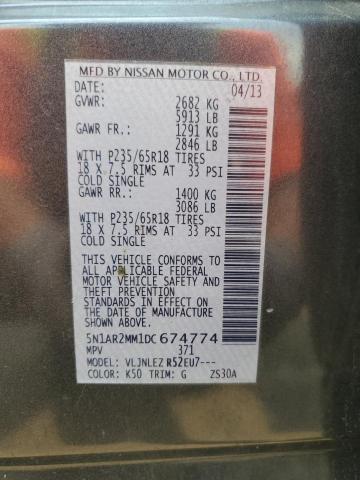 MFD BY NISSAN MOTOR CO., LTD.
DATE: 04/13
GVWR: 2682 KG
5913 LB
GAWR FR.: 1291 KG
2846 LB
WITH P235/65R18 TIRES
18 X 7.5 RIMS AT 33 PSI
COLD SINGLE
GAWR RR.: 1400 KG
3086 LB
WITH P235/65R18 TIRES
18 X 7.5 RIMS AT 33 PSI
COLD SINGLE
THIS VEHICLE CONFORMS TO
ALL APPLICABLE FEDERAL
MOTOR VEHICLE SAFETY AND
THEFT PREVENTION
STANDARDS IN EFFECT ON
THE DATE OF MANUFACTURE
5N1AR2MM1DC674774
MPV 371
MODEL: VLJNLEZ R52EU7---
COLOR: K50 TRIM: G ZS30A